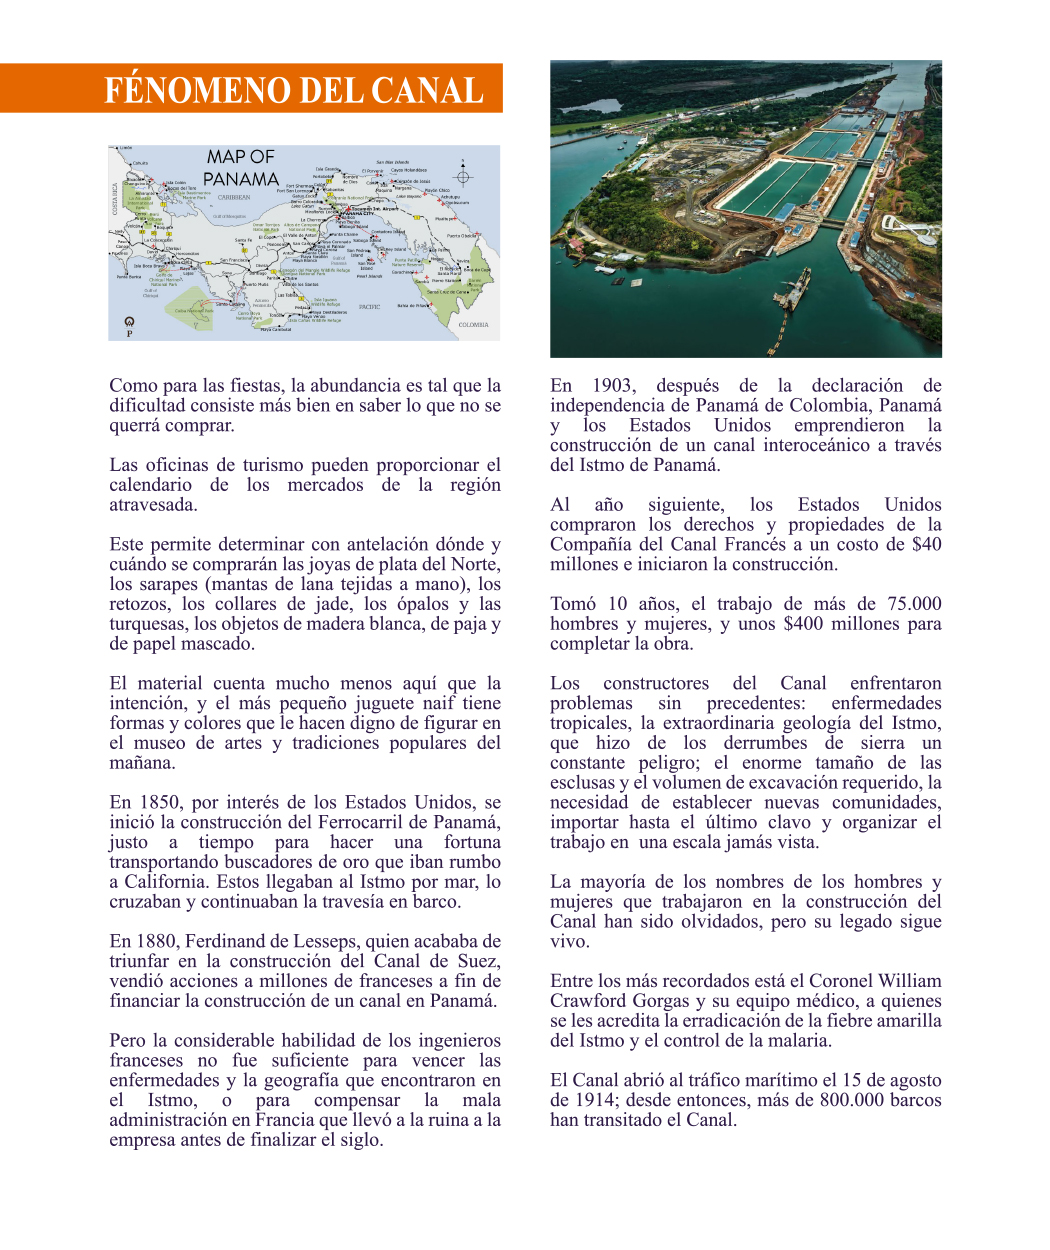 FÉNOMENO DEL CANAL
MAP OF
PANAMA
COSTA RICA
CARIBBEAN
San Blas Islands
PANAMA CITY
PACIFIC
COLOMBIA
Como para las fiestas, la abundancia es tal que la
dificultad consiste más bien en saber lo que no se
querrá comprar.
Las oficinas de turismo pueden proporcionar el
calendario de los mercados de la región
atravesada.
Este permite determinar con antelación dónde y
cuándo se comprarán las joyas de plata del Norte,
los sarapes (mantas de lana tejidas a mano), los
retozos, los collares de jade, los ópalos y las
turquesas, los objetos de madera blanca, de paja y
de papel mascado.
El material cuenta mucho menos aquí que la
intención, y el más pequeño juguete naif tiene
formas y colores que le hacen digno de figurar en
el museo de artes y tradiciones populares del
mañana.
En 1850, por interés de los Estados Unidos, se
inició la construcción del Ferrocarril de Panamá,
justo a tiempo para hacer una fortuna
transportando buscadores de oro que iban rumbo
a California. Estos llegaban al Istmo por mar, lo
cruzaban y continuaban la travesía en barco.
En 1880, Ferdinand de Lesseps, quien acababa de
triunfar en la construcción del Canal de Suez,
vendió acciones a millones de franceses a fin de
financiar la construcción de un canal en Panamá.
Pero la considerable habilidad de los ingenieros
franceses no fue suficiente para vencer las
enfermedades y la geografía que encontraron en
el Istmo, o para compensar la mala
administración en Francia que llevó a la ruina a la
empresa antes de finalizar el siglo.
En 1903, después de la declaración de
independencia de Panamá de Colombia, Panamá
y los Estados Unidos emprendieron la
construcción de un canal interoceánico a través
del Istmo de Panamá.
Al año siguiente, los Estados Unidos
compraron los derechos y propiedades de la
Compañía del Canal Francés a un costo de $40
millones e iniciaron la construcción.
Tomó 10 años, el trabajo de más de 75.000
hombres y mujeres, y unos $400 millones para
completar la obra.
Los constructores del Canal enfrentaron
problemas sin precedentes: enfermedades
tropicales, la extraordinaria geología del Istmo,
que hizo de los derrumbes de sierra un
constante peligro; el enorme tamaño de las
esclusas y el volumen de excavación requerido, la
necesidad de establecer nuevas comunidades,
importar hasta el último clavo y organizar el
trabajo en  una escala jamás vista.
La mayoría de los nombres de los hombres y
mujeres que trabajaron en la construcción del
Canal han sido olvidados, pero su legado sigue
vivo.
Entre los más recordados está el Coronel William
Crawford Gorgas y su equipo médico, a quienes
se les acredita la erradicación de la fiebre amarilla
del Istmo y el control de la malaria.
El Canal abrió al tráfico marítimo el 15 de agosto
de 1914; desde entonces, más de 800.000 barcos
han transitado el Canal.